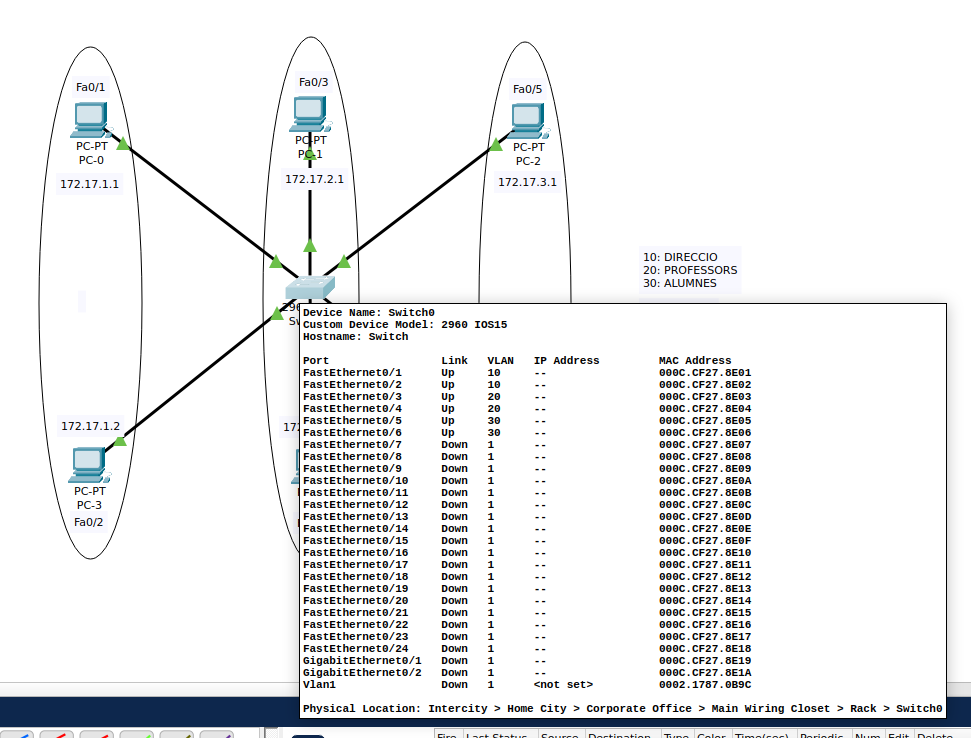 Fa0/1
PC-PT
PC-0
172.17.1.1
Fa0/3
PC-PT
PC-1
172.17.2.1
Fa0/5
PC-PT
PC-2
172.17.3.1
10: DIRECCIO
20: PROFESSORS
30: ALUMNES
172.17.1.2
PC-PT
PC-3
Fa0/2
296
Sw
172
Device Name: Switch0
Custom Device Model: 2960 IOS15
Hostname: Switch
Port Link VLAN IP Address MAC Address
FastEthernet0/1 Up 10 -- 000C.CF27.8E01
FastEthernet0/2 Up 10 -- 000C.CF27.8E02
FastEthernet0/3 Up 20 -- 000C.CF27.8E03
FastEthernet0/4 Up 20 -- 000C.CF27.8E04
FastEthernet0/5 Up 30 -- 000C.CF27.8E05
FastEthernet0/6 Up 30 -- 000C.CF27.8E06
FastEthernet0/7 Down 1 -- 000C.CF27.8E07
FastEthernet0/8 Down 1 -- 000C.CF27.8E08
FastEthernet0/9 Down 1 -- 000C.CF27.8E09
FastEthernet0/10 Down 1 -- 000C.CF27.8E0A
FastEthernet0/11 Down 1 -- 000C.CF27.8E0B
FastEthernet0/12 Down 1 -- 000C.CF27.8E0C
FastEthernet0/13 Down 1 -- 000C.CF27.8E0D
FastEthernet0/14 Down 1 -- 000C.CF27.8E0E
FastEthernet0/15 Down 1 -- 000C.CF27.8E0F
FastEthernet0/16 Down 1 -- 000C.CF27.8E10
FastEthernet0/17 Down 1 -- 000C.CF27.8E11
FastEthernet0/18 Down 1 -- 000C.CF27.8E12
FastEthernet0/19 Down 1 -- 000C.CF27.8E13
FastEthernet0/20 Down 1 -- 000C.CF27.8E14
FastEthernet0/21 Down 1 -- 000C.CF27.8E15
FastEthernet0/22 Down 1 -- 000C.CF27.8E16
FastEthernet0/23 Down 1 -- 000C.CF27.8E17
FastEthernet0/24 Down 1 -- 000C.CF27.8E18
GigabitEthernet0/1 Down 1 -- 000C.CF27.8E19
GigabitEthernet0/2 Down 1 -- 000C.CF27.8E1A
Vlan1 Down 1 <not set> 0002.1787.0B9C
Physical Location: Intercity > Home City > Corporate Office > Main Wiring Closet > Rack > Switch0
Fire Last Status Source Destination Type Color Time(sec) Periodic Num Edit Delete